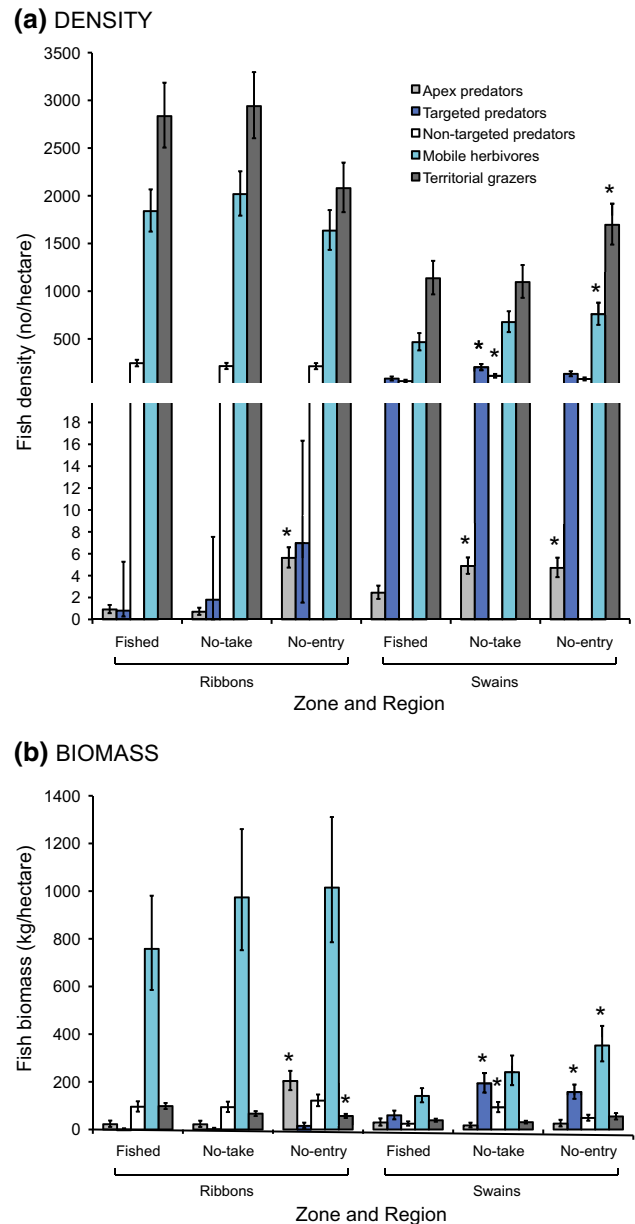 (a) DENSITY
3500
3000
2500
2000
1500
1000
500
18
16
14
12
10
8
6
4
2
0
Fish density (no/hectare)
Apex predators
Targeted predators
Non-targeted predators
Mobile herbivores
Territorial grazers
* * * * * * *
Fished No-take No-entry Fished No-take No-entry
Ribbons Swains
Zone and Region
(b) BIOMASS
1400
1200
1000
800
600
400
200
0
Fish biomass (kg/hectare)
* * * * * *
Fished No-take No-entry Fished No-take No-entry
Ribbons Swains
Zone and Region